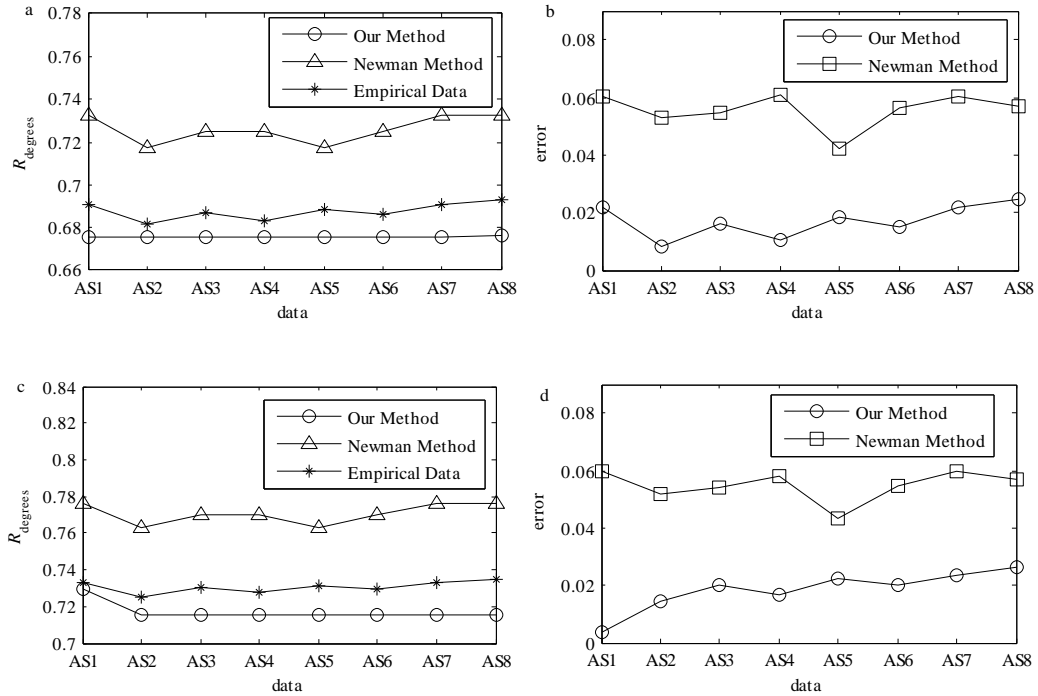 a
0.78
0.76
0.74
0.72
0.7
0.68
0.66
R degrees
Our Method
Newman Method
Empirical Data
AS1 AS2 AS3 AS4 AS5 AS6 AS7 AS8
data
b
0.08
0.06
0.04
0.02
0
error
Our Method
Newman Method
AS1 AS2 AS3 AS4 AS5 AS6 AS7 AS8
data
c
0.84
0.82
0.8
0.78
0.76
0.74
0.72
0.7
R degrees
Our Method
Newman Method
Empirical Data
AS1 AS2 AS3 AS4 AS5 AS6 AS7 AS8
data
d
0.08
0.06
0.04
0.02
0
error
Our Method
Newman Method
AS1 AS2 AS3 AS4 AS5 AS6 AS7 AS8
data